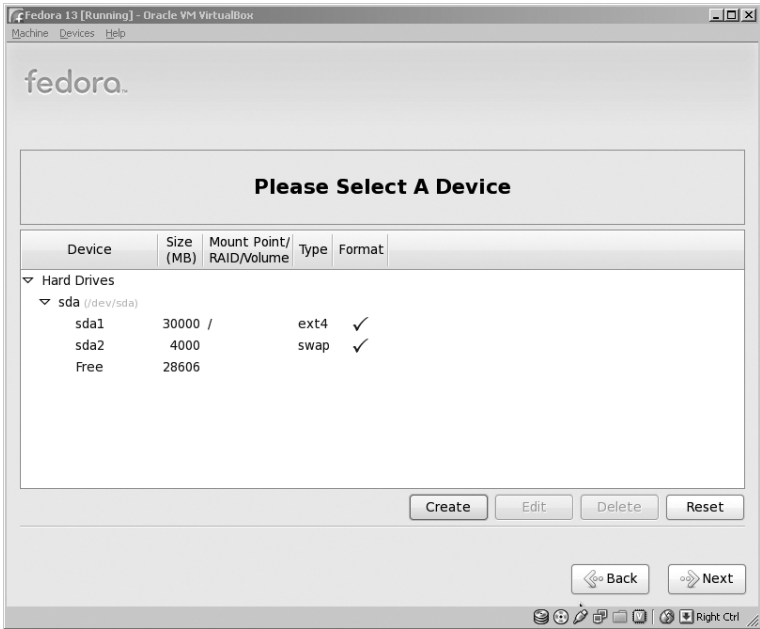 Fedora 13 [Running] - Oracle VM VirtualBox
Machine Devices Help
fedora™
Please Select A Device
Device Size (MB) Mount Point/ RAID/Volume Type Format
Hard Drives
sda (/dev/sda)
sda1 30000 / ext4
sda2 4000 swap
Free 28606
Create Edit Delete Reset
Back Next
Right Ctrl